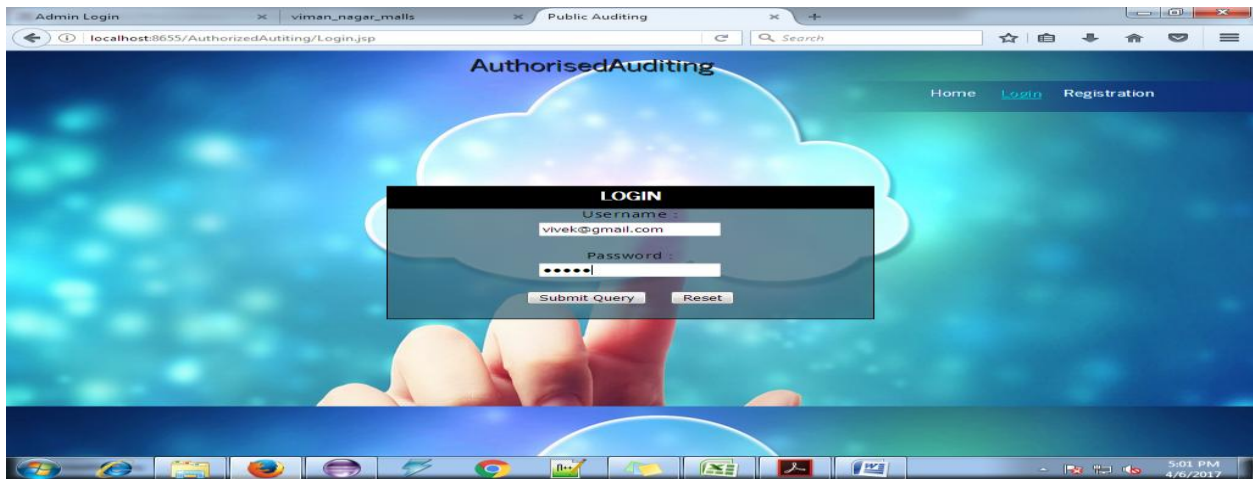 Admin Login
viman_nagar_malls
Public Auditing
localhost:8655/AuthorizedAutiting/Login.jsp
Search
AuthorisedAuditing
Home Login Registration
LOGIN
Username :
vivek@gmail.com
Password :
Submit Query Reset
5:01 PM
4/6/2017